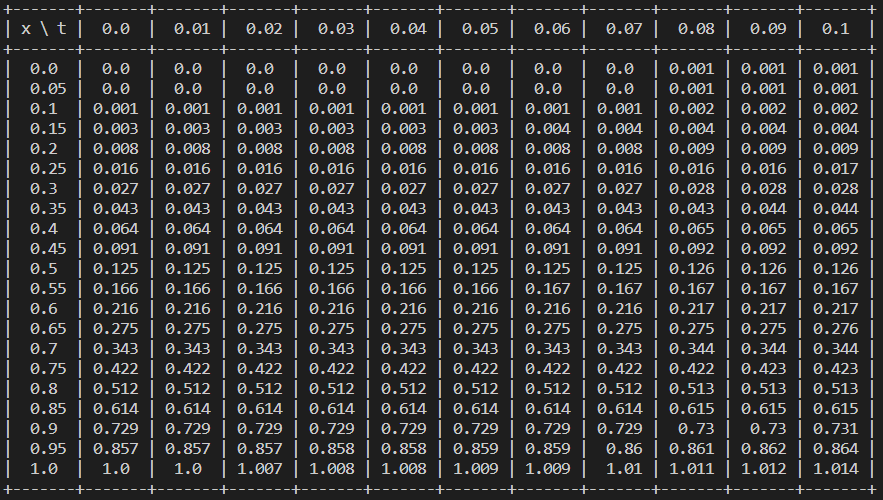 +-------+-------+-------+-------+-------+-------+-------+-------+-------+-------+-------+-------+
| x \ t |  0.0  |  0.01 |  0.02 |  0.03 |  0.04 |  0.05 |  0.06 |  0.07 |  0.08 |  0.09 |  0.1  |
+-------+-------+-------+-------+-------+-------+-------+-------+-------+-------+-------+-------+
|  0.0  |  0.0  |  0.0  |  0.0  |  0.0  |  0.0  |  0.0  |  0.0  |  0.0  | 0.001 | 0.001 | 0.001 |
|  0.05 |  0.0  |  0.0  |  0.0  |  0.0  |  0.0  |  0.0  |  0.0  |  0.0  | 0.001 | 0.001 | 0.001 |
|  0.1  | 0.001 | 0.001 | 0.001 | 0.001 | 0.001 | 0.001 | 0.001 | 0.001 | 0.002 | 0.002 | 0.002 |
|  0.15 | 0.003 | 0.003 | 0.003 | 0.003 | 0.003 | 0.003 | 0.004 | 0.004 | 0.004 | 0.004 | 0.004 |
|  0.2  | 0.008 | 0.008 | 0.008 | 0.008 | 0.008 | 0.008 | 0.008 | 0.008 | 0.009 | 0.009 | 0.009 |
|  0.25 | 0.016 | 0.016 | 0.016 | 0.016 | 0.016 | 0.016 | 0.016 | 0.016 | 0.016 | 0.016 | 0.017 |
|  0.3  | 0.027 | 0.027 | 0.027 | 0.027 | 0.027 | 0.027 | 0.027 | 0.027 | 0.028 | 0.028 | 0.028 |
|  0.35 | 0.043 | 0.043 | 0.043 | 0.043 | 0.043 | 0.043 | 0.043 | 0.043 | 0.043 | 0.044 | 0.044 |
|  0.4  | 0.064 | 0.064 | 0.064 | 0.064 | 0.064 | 0.064 | 0.064 | 0.064 | 0.065 | 0.065 | 0.065 |
|  0.45 | 0.091 | 0.091 | 0.091 | 0.091 | 0.091 | 0.091 | 0.091 | 0.091 | 0.092 | 0.092 | 0.092 |
|  0.5  | 0.125 | 0.125 | 0.125 | 0.125 | 0.125 | 0.125 | 0.125 | 0.125 | 0.126 | 0.126 | 0.126 |
|  0.55 | 0.166 | 0.166 | 0.166 | 0.166 | 0.166 | 0.166 | 0.167 | 0.167 | 0.167 | 0.167 | 0.167 |
|  0.6  | 0.216 | 0.216 | 0.216 | 0.216 | 0.216 | 0.216 | 0.216 | 0.216 | 0.217 | 0.217 | 0.217 |
|  0.65 | 0.275 | 0.275 | 0.275 | 0.275 | 0.275 | 0.275 | 0.275 | 0.275 | 0.275 | 0.275 | 0.276 |
|  0.7  | 0.343 | 0.343 | 0.343 | 0.343 | 0.343 | 0.343 | 0.343 | 0.343 | 0.344 | 0.344 | 0.344 |
|  0.75 | 0.422 | 0.422 | 0.422 | 0.422 | 0.422 | 0.422 | 0.422 | 0.422 | 0.422 | 0.423 | 0.423 |
|  0.8  | 0.512 | 0.512 | 0.512 | 0.512 | 0.512 | 0.512 | 0.512 | 0.512 | 0.513 | 0.513 | 0.513 |
|  0.85 | 0.614 | 0.614 | 0.614 | 0.614 | 0.614 | 0.614 | 0.614 | 0.614 | 0.615 | 0.615 | 0.615 |
|  0.9  | 0.729 | 0.729 | 0.729 | 0.729 | 0.729 | 0.729 | 0.729 | 0.729 |  0.73 |  0.73 | 0.731 |
|  0.95 | 0.857 | 0.857 | 0.857 | 0.858 | 0.858 | 0.859 | 0.859 |  0.86 | 0.861 | 0.862 | 0.864 |
|  1.0  |  1.0  |  1.0  | 1.007 | 1.008 | 1.008 | 1.009 | 1.009 |  1.01 | 1.011 | 1.012 | 1.014 |
+-------+-------+-------+-------+-------+-------+-------+-------+-------+-------+-------+-------+